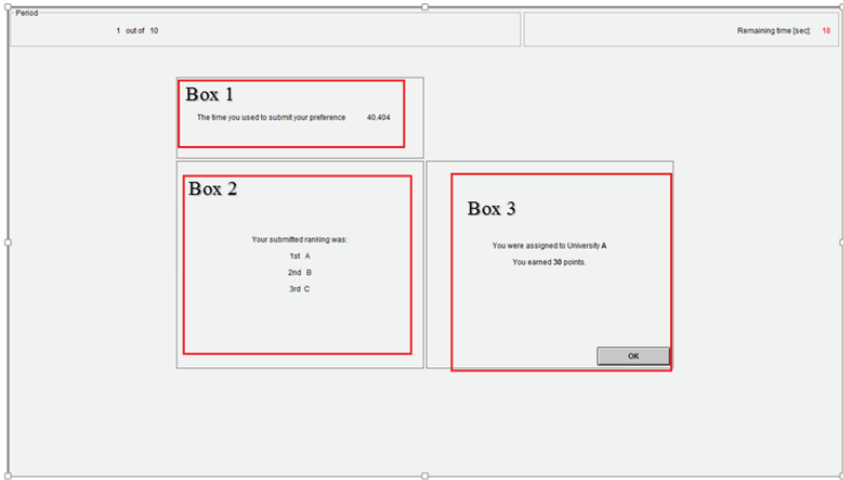 Period
1 out of 10
Remaining time [sec]: 18
Box 1
The time you used to submit your preference 40.404
Box 2
Your submitted ranking was:
1st A
2nd B
3rd C
Box 3
You were assigned to University A
You earned 30 points.
OK